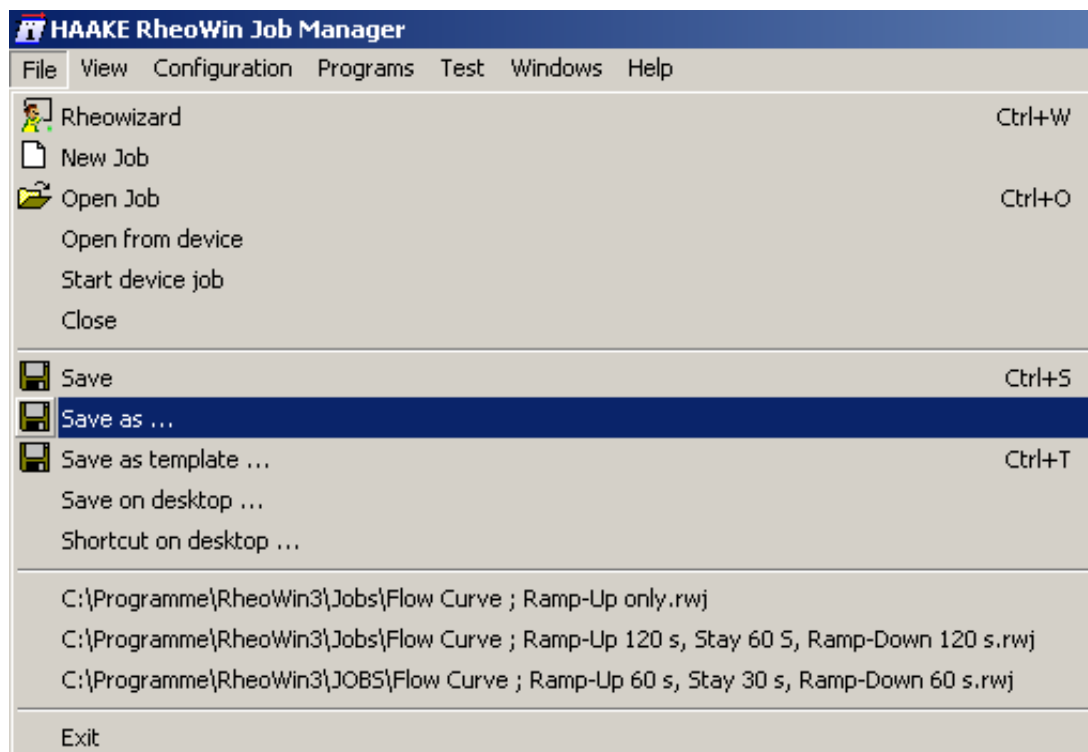 HAAKE RheoWin Job Manager
File View Configuration Programs Test Windows Help
Rheowizard Ctrl+W
New Job
Open Job Ctrl+O
Open from device
Start device job
Close
Save Ctrl+S
Save as ...
Save as template ... Ctrl+T
Save on desktop ...
Shortcut on desktop ...
C:\Programme\RheoWin3\Jobs\Flow Curve ; Ramp-Up only.rwj
C:\Programme\RheoWin3\Jobs\Flow Curve ; Ramp-Up 120 s, Stay 60 S, Ramp-Down 120 s.rwj
C:\Programme\RheoWin3\JOBS\Flow Curve ; Ramp-Up 60 s, Stay 30 s, Ramp-Down 60 s.rwj
Exit